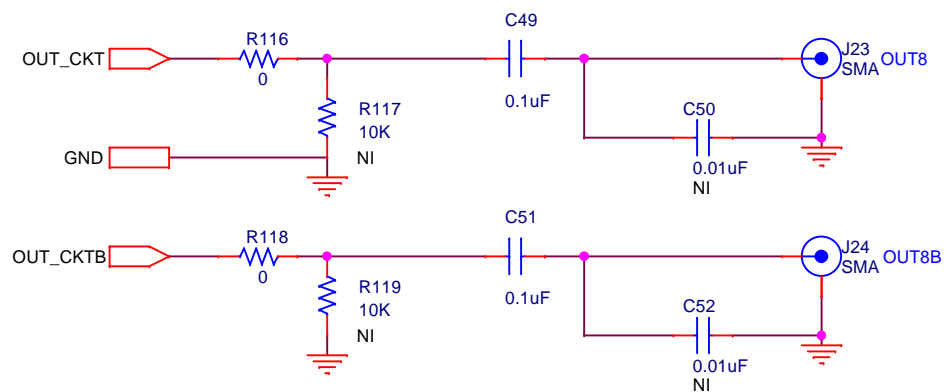 R116
C49
OUT_CKT
J23
OUT8
0
SMA
0.1uF
R117
10K
C50
GND
NI
0.01uF
NI
C51
R118
OUT_CKTB
J24
OUT8B
0
SMA
R119
0.1uF
10K
C52
NI
0.01uF
NI